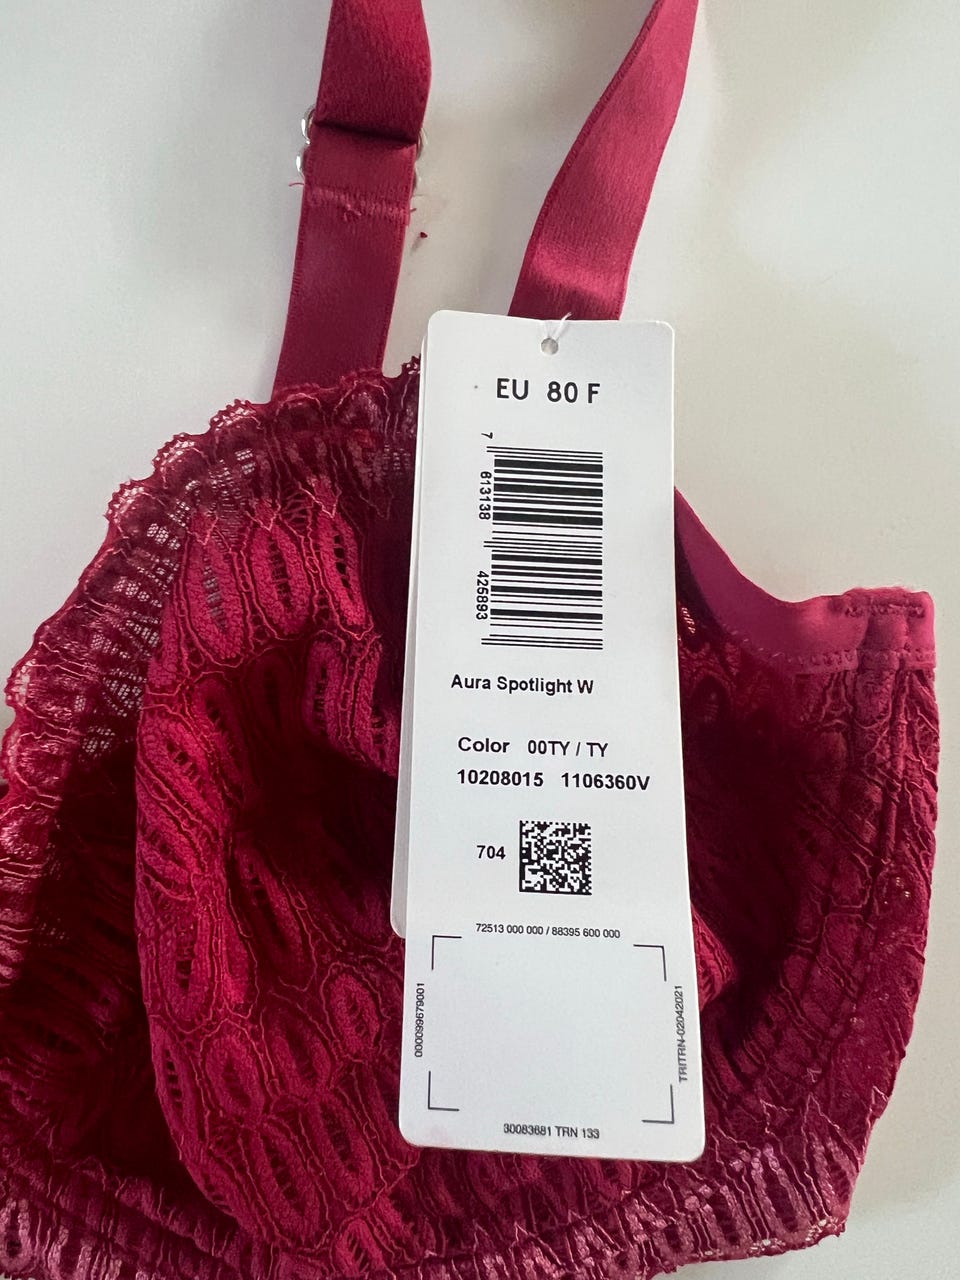 EU 80 F
7 613138 425893
Aura Spotlight W
Color 00TY / TY
10208015 1106360V
704
72513 000 000 / 88395 600 000
0000099679001
TRITRN-02042021
30083681 TRN 133